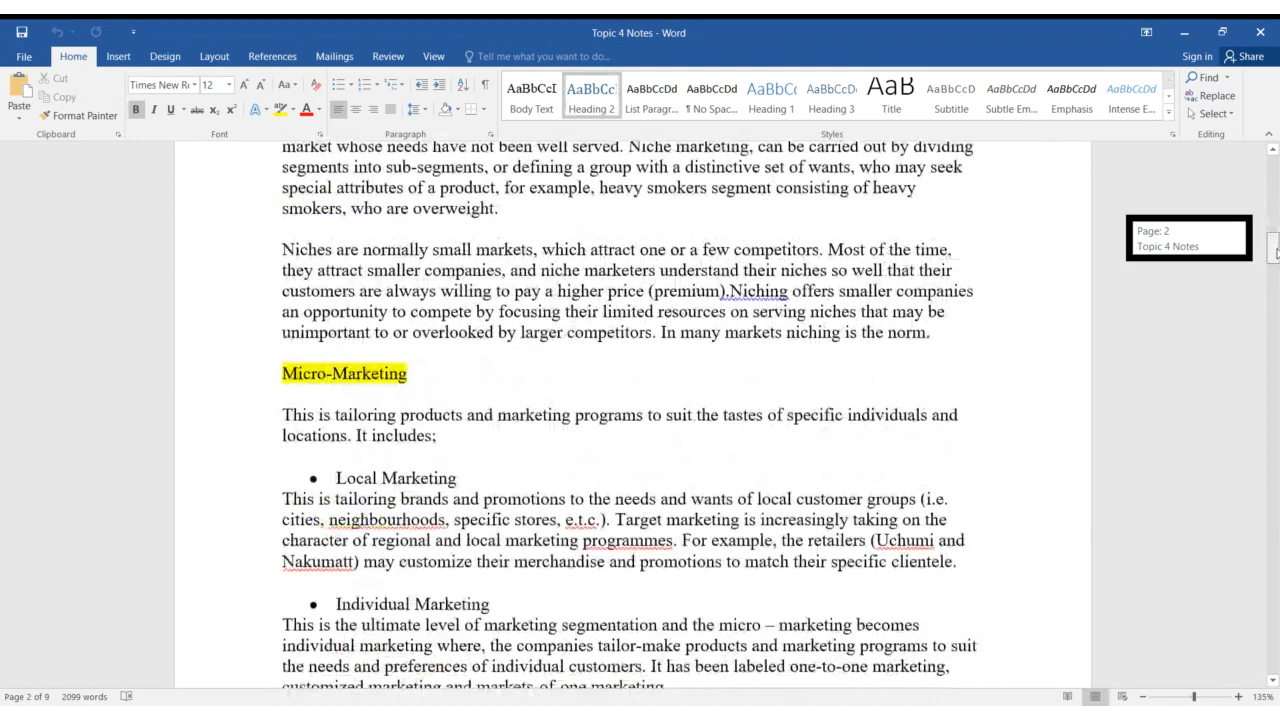 Topic 4 Notes - Word
File Home Insert Design Layout References Mailings Review View Tell me what you want to do... Sign in Share
Paste
Cut
Copy
Format Painter
Clipboard
Times New Ro 12
Font
Paragraph
AaBbCcI AaBbCc AaBbCcDd AaBbCcDd AaBbCc AaBbCcD AaB AaBbCcD AaBbCcDd AaBbCcDd AaBbCcDd
Body Text Heading 2 List Paragr... ¶ No Spac... Heading 1 Heading 3 Title Subtitle Subtle Em... Emphasis Intense E...
Styles
Find
Replace
Select
Editing
market whose needs have not been well served. Niche marketing, can be carried out by dividing
segments into sub-segments, or defining a group with a distinctive set of wants, who may seek
special attributes of a product, for example, heavy smokers segment consisting of heavy
smokers, who are overweight.
Niches are normally small markets, which attract one or a few competitors. Most of the time,
they attract smaller companies, and niche marketers understand their niches so well that their
customers are always willing to pay a higher price (premium).Niching offers smaller companies
an opportunity to compete by focusing their limited resources on serving niches that may be
unimportant to or overlooked by larger competitors. In many markets niching is the norm.
Micro-Marketing
This is tailoring products and marketing programs to suit the tastes of specific individuals and
locations. It includes;
• Local Marketing
This is tailoring brands and promotions to the needs and wants of local customer groups (i.e.
cities, neighbourhoods, specific stores, e.t.c.). Target marketing is increasingly taking on the
character of regional and local marketing programmes. For example, the retailers (Uchumi and
Nakumatt) may customize their merchandise and promotions to match their specific clientele.
• Individual Marketing
This is the ultimate level of marketing segmentation and the micro – marketing becomes
individual marketing where, the companies tailor-make products and marketing programs to suit
the needs and preferences of individual customers. It has been labeled one-to-one marketing,
customized marketing and markets-of one marketing.
Page: 2
Topic 4 Notes
Page 2 of 9 2099 words 135%